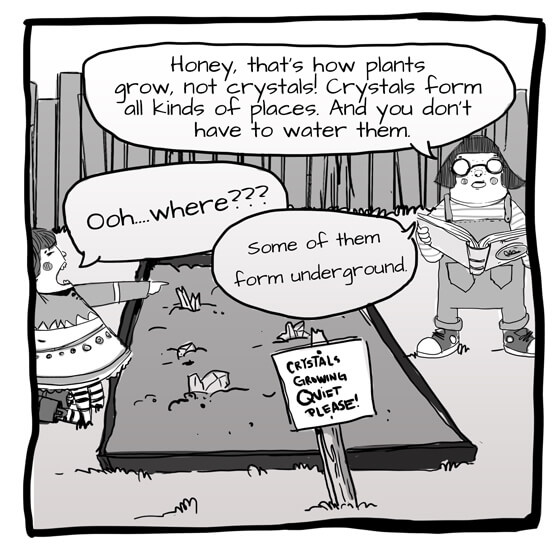 Honey, that's how plants
grow, not crystals! Crystals form
all kinds of places. And you don't
have to water them.
Ooh....where???
Some of them
form underground.
CRYSTALS
GROWING
QUIET
PLEASE!